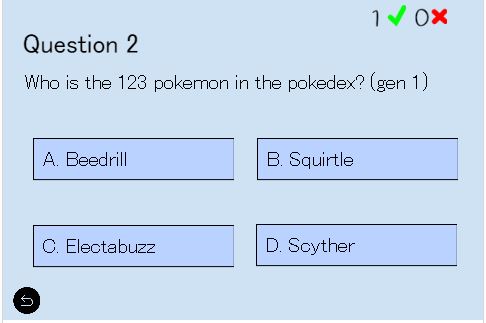 1 ✔ 0 ✖
Question 2
Who is the 123 pokemon in the pokedex? (gen 1)
A. Beedrill
B. Squirtle
C. Electabuzz
D. Scyther